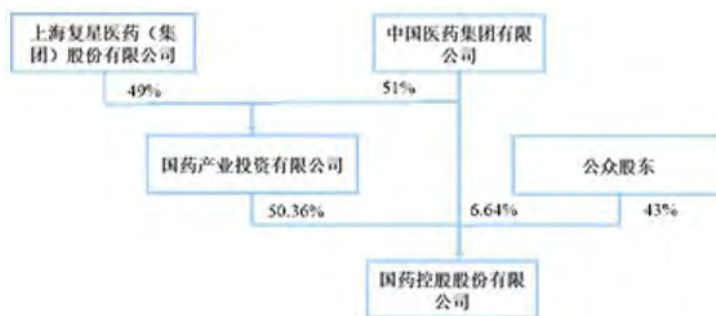 上海复星医药（集
团）股份有限公司
中国医药集团有限
公司
49%
51%
国药产业投资有限公司
公众股东
50.36%
6.64%
43%
国药控股股份有限
公司